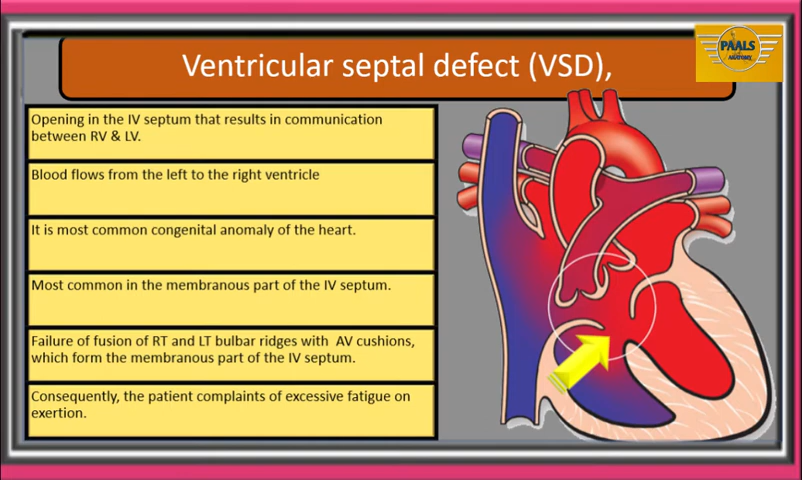 Ventricular septal defect (VSD),
PAALS
ANATOMY
Opening in the IV septum that results in communication
between RV & LV.
Blood flows from the left to the right ventricle
It is most common congenital anomaly of the heart.
Most common in the membranous part of the IV septum.
Failure of fusion of RT and LT bulbar ridges with AV cushions,
which form the membranous part of the IV septum.
Consequently, the patient complaints of excessive fatigue on
exertion.